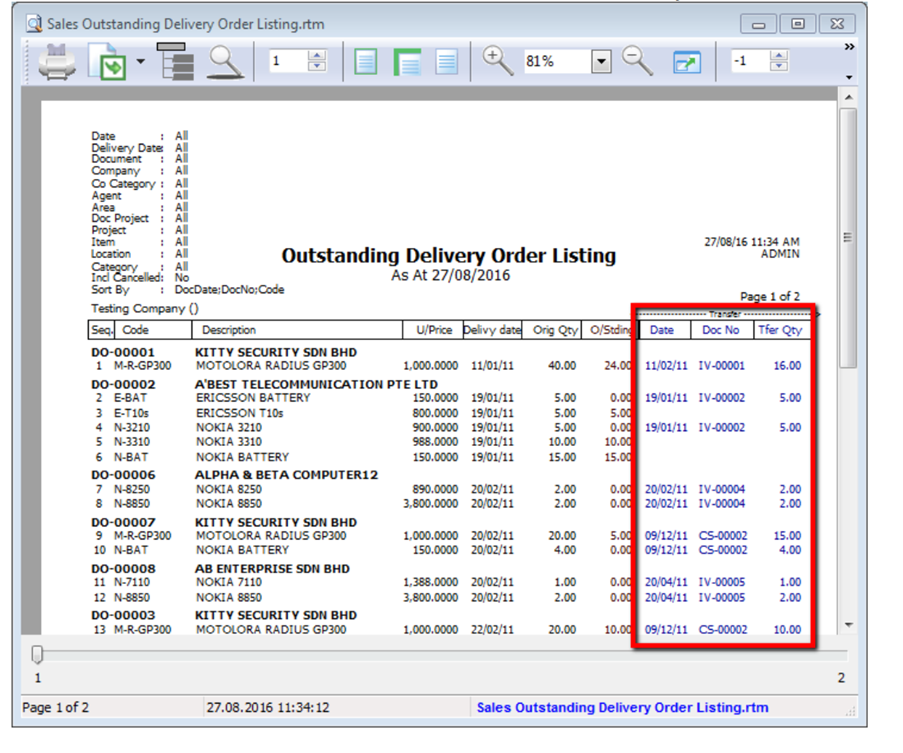 Sales Outstanding Delivery Order Listing.rtm
1 81% -1
Date : All
Delivery Date: All
Document : All
Company : All
Co Category : All
Agent : All
Area : All
Doc Project : All
Project : All
Item : All
Location : All
Category : All
Incl Cancelled: No
Sort By : DocDate;DocNo;Code
27/08/16 11:34 AM
ADMIN
Outstanding Delivery Order Listing
As At 27/08/2016
Page 1 of 2
Testing Company ()
Transfer
Seq. Code Description U/Price Delivy date Orig Qty O/Stding Date Doc No Tfer Qty
DO-00001 KITTY SECURITY SDN BHD
1 M-R-GP300 MOTOLORA RADIUS GP300 1,000.0000 11/01/11 40.00 24.00 11/02/11 IV-00001 16.00
DO-00002 A'BEST TELECOMMUNICATION PTE LTD
2 E-BAT ERICSSON BATTERY 150.0000 19/01/11 5.00 0.00 19/01/11 IV-00002 5.00
3 E-T10s ERICSSON T10s 800.0000 19/01/11 5.00 5.00
4 N-3210 NOKIA 3210 900.0000 19/01/11 5.00 0.00 19/01/11 IV-00002 5.00
5 N-3310 NOKIA 3310 988.0000 19/01/11 10.00 10.00
6 N-BAT NOKIA BATTERY 150.0000 19/01/11 15.00 15.00
DO-00006 ALPHA & BETA COMPUTER12
7 N-8250 NOKIA 8250 890.0000 20/02/11 2.00 0.00 20/02/11 IV-00004 2.00
8 N-8850 NOKIA 8850 3,800.0000 20/02/11 2.00 0.00 20/02/11 IV-00004 2.00
DO-00007 KITTY SECURITY SDN BHD
9 M-R-GP300 MOTOLORA RADIUS GP300 1,000.0000 20/02/11 20.00 5.00 09/12/11 CS-00002 15.00
10 N-BAT NOKIA BATTERY 150.0000 20/02/11 4.00 0.00 09/12/11 CS-00002 4.00
DO-00008 AB ENTERPRISE SDN BHD
11 N-7110 NOKIA 7110 1,388.0000 20/02/11 1.00 0.00 20/04/11 IV-00005 1.00
12 N-8850 NOKIA 8850 3,800.0000 20/02/11 2.00 0.00 20/04/11 IV-00005 2.00
DO-00003 KITTY SECURITY SDN BHD
13 M-R-GP300 MOTOLORA RADIUS GP300 1,000.0000 22/02/11 20.00 10.00 09/12/11 CS-00002 10.00
1 2
Page 1 of 2 27.08.2016 11:34:12 Sales Outstanding Delivery Order Listing.rtm